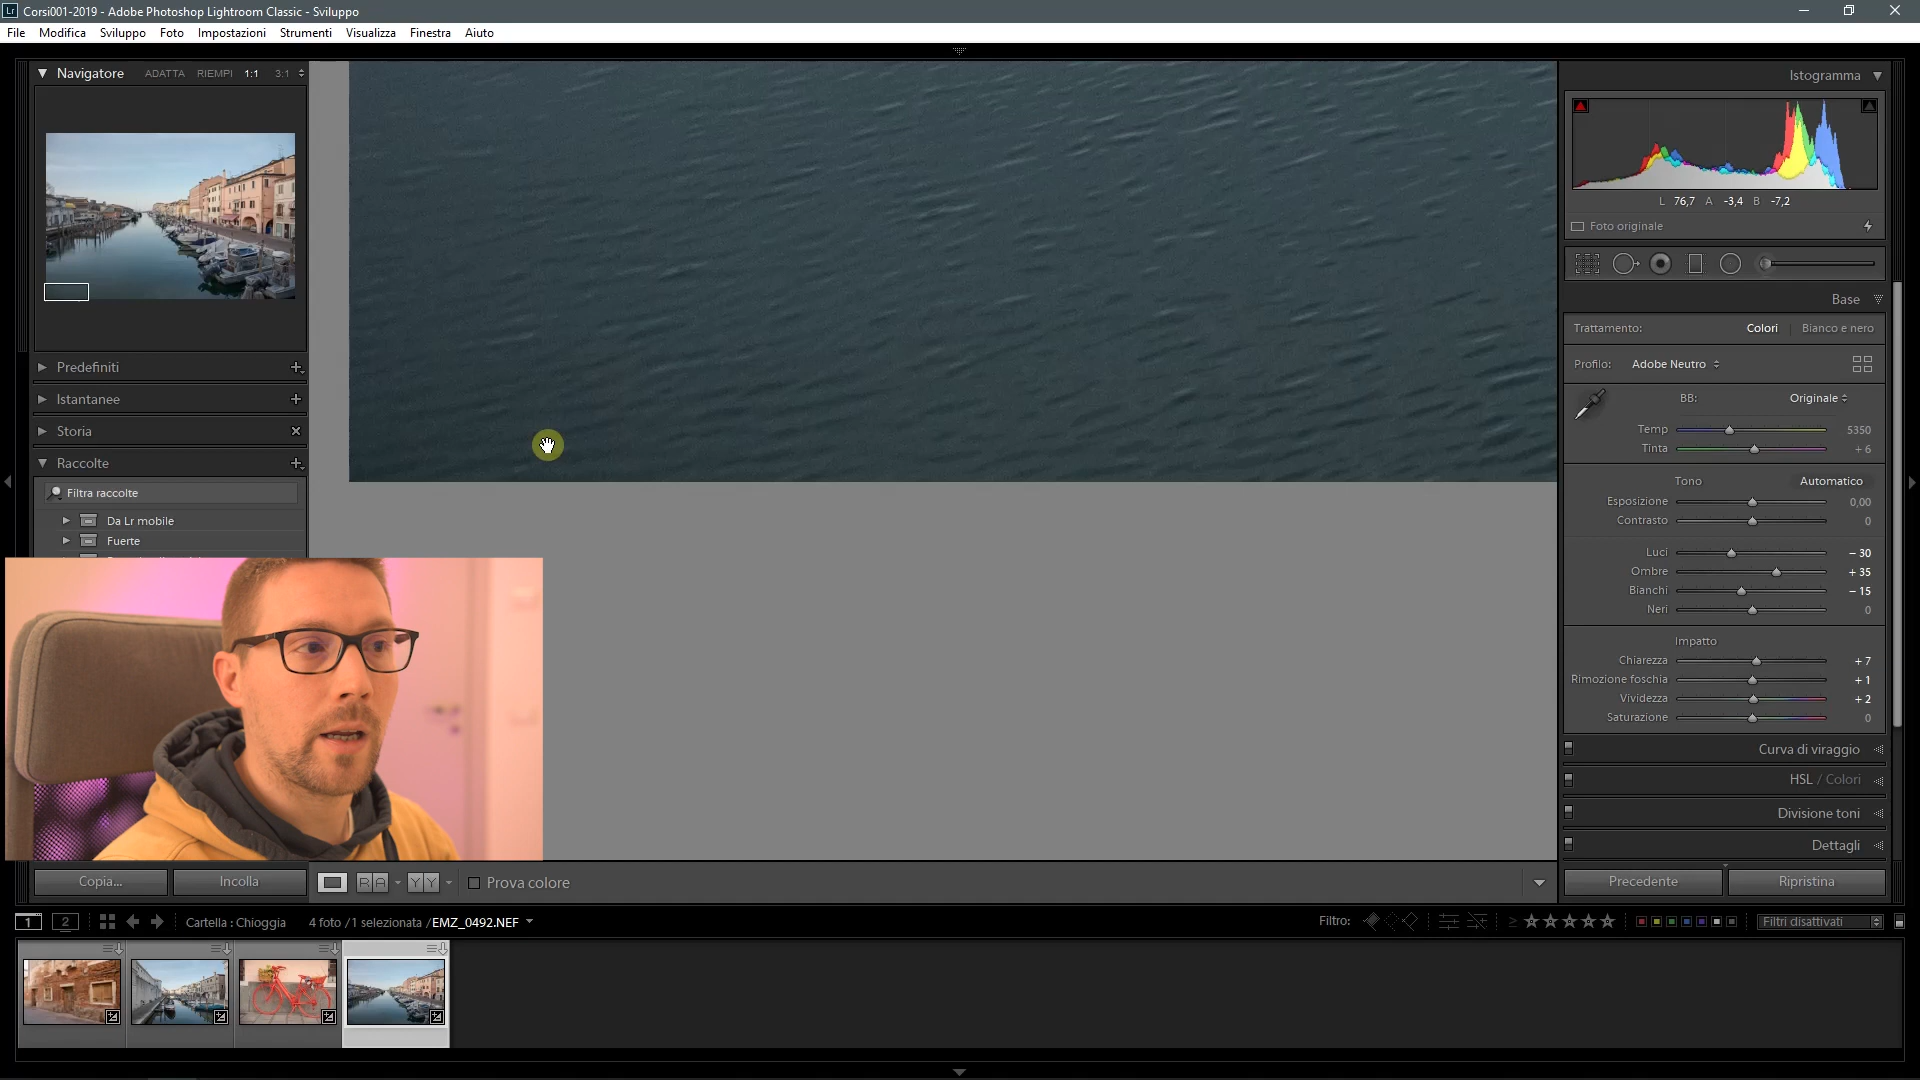 Corsi001-2019 - Adobe Photoshop Lightroom Classic - Sviluppo
File Modifica Sviluppo Foto Impostazioni Strumenti Visualizza Finestra Aiuto
Navigatore ADATTA RIEMPI 1:1 3:1
Predefiniti
Istantanee
Storia
Raccolte
Filtra raccolte
Da Lr mobile
Fuerte
Copia...
Incolla
R A
Y Y
Prova colore
Istogramma
L 76,7 A -3,4 B -7,2
Foto originale
Base
Trattamento: Colori Bianco e nero
Profilo: Adobe Neutro
BB: Originale
Temp 5350
Tinta + 6
Tono Automatico
Esposizione 0,00
Contrasto 0
Luci – 30
Ombre + 35
Bianchi – 15
Neri 0
Impatto
Chiarezza + 7
Rimozione foschia + 1
Vividezza + 2
Saturazione 0
Curva di viraggio
HSL / Colori
Divisione toni
Dettagli
Precedente
Ripristina
1 2 Cartella : Chioggia 4 foto /1 selezionata /EMZ_0492.NEF Filtro: ≥ Filtri disattivati